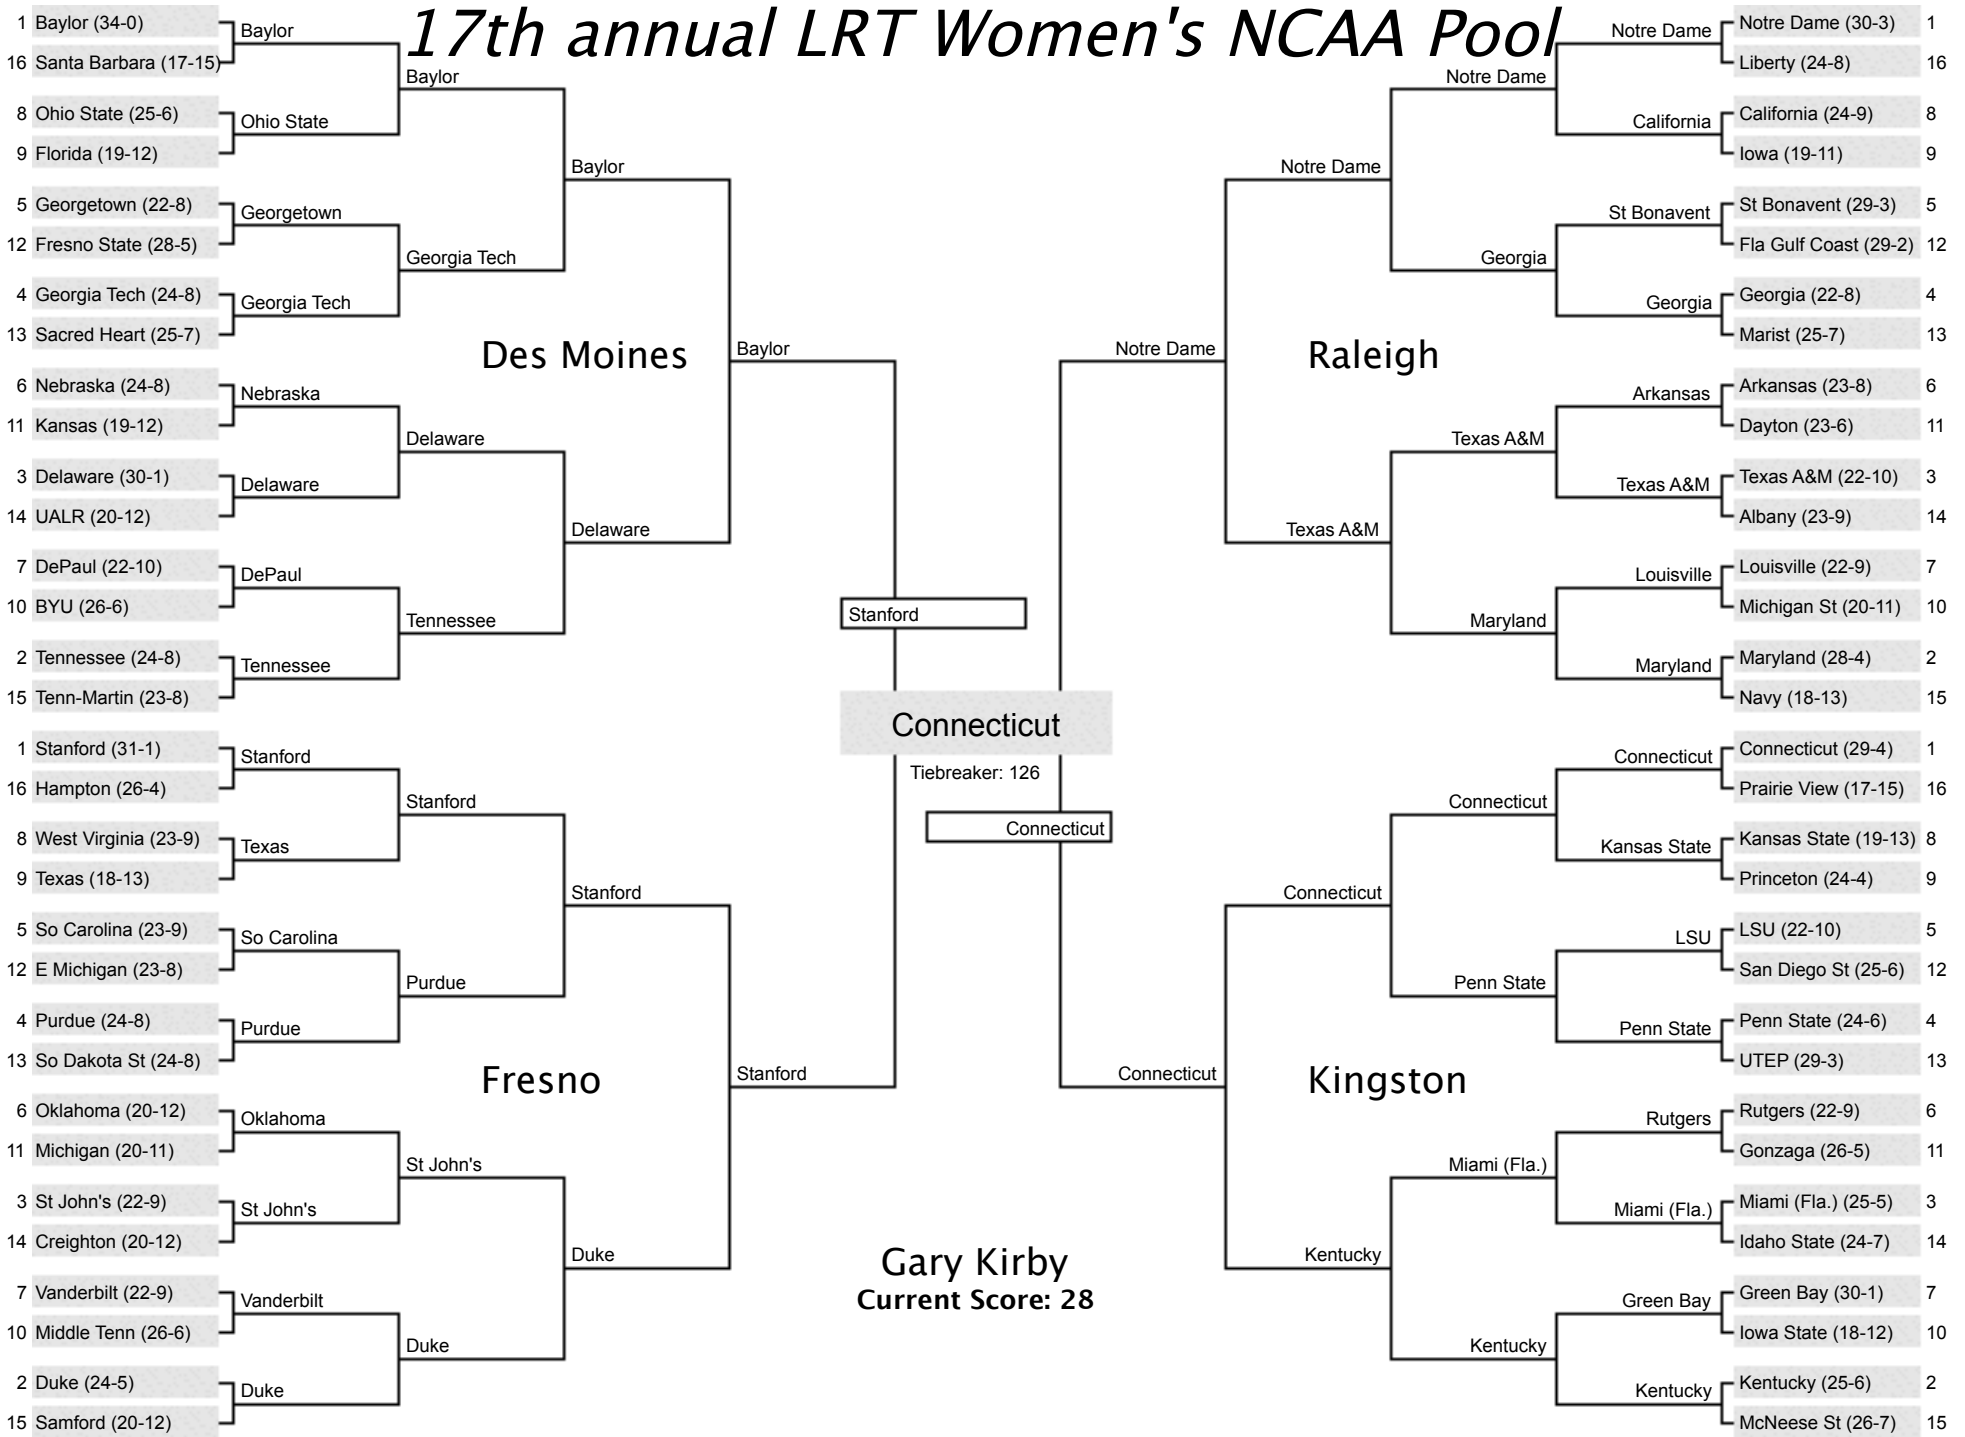 17th annual LRT Women's NCAA Pool
1 Baylor (34-0)
16 Santa Barbara (17-15)
8 Ohio State (25-6)
9 Florida (19-12)
5 Georgetown (22-8)
12 Fresno State (28-5)
4 Georgia Tech (24-8)
13 Sacred Heart (25-7)
6 Nebraska (24-8)
11 Kansas (19-12)
3 Delaware (30-1)
14 UALR (20-12)
7 DePaul (22-10)
10 BYU (26-6)
2 Tennessee (24-8)
15 Tenn-Martin (23-8)
Baylor
Ohio State
Georgetown
Georgia Tech
Nebraska
Delaware
DePaul
Tennessee
Baylor
Georgia Tech
Delaware
Tennessee
Baylor
Delaware
Des Moines
Baylor
1 Stanford (31-1)
16 Hampton (26-4)
8 West Virginia (23-9)
9 Texas (18-13)
5 So Carolina (23-9)
12 E Michigan (23-8)
4 Purdue (24-8)
13 So Dakota St (24-8)
6 Oklahoma (20-12)
11 Michigan (20-11)
3 St John's (22-9)
14 Creighton (20-12)
7 Vanderbilt (22-9)
10 Middle Tenn (26-6)
2 Duke (24-5)
15 Samford (20-12)
Stanford
Texas
So Carolina
Purdue
Oklahoma
St John's
Vanderbilt
Duke
Stanford
Purdue
St John's
Duke
Stanford
Duke
Fresno
Stanford
Stanford
Connecticut
Tiebreaker: 126
Connecticut
Gary Kirby
Current Score: 28
Notre Dame (30-3) 1
Liberty (24-8) 16
California (24-9) 8
Iowa (19-11) 9
St Bonavent (29-3) 5
Fla Gulf Coast (29-2) 12
Georgia (22-8) 4
Marist (25-7) 13
Arkansas (23-8) 6
Dayton (23-6) 11
Texas A&M (22-10) 3
Albany (23-9) 14
Louisville (22-9) 7
Michigan St (20-11) 10
Maryland (28-4) 2
Navy (18-13) 15
Notre Dame
California
St Bonavent
Georgia
Arkansas
Texas A&M
Louisville
Maryland
Notre Dame
Georgia
Texas A&M
Maryland
Notre Dame
Texas A&M
Raleigh
Notre Dame
Connecticut (29-4) 1
Prairie View (17-15) 16
Kansas State (19-13) 8
Princeton (24-4) 9
LSU (22-10) 5
San Diego St (25-6) 12
Penn State (24-6) 4
UTEP (29-3) 13
Rutgers (22-9) 6
Gonzaga (26-5) 11
Miami (Fla.) (25-5) 3
Idaho State (24-7) 14
Green Bay (30-1) 7
Iowa State (18-12) 10
Kentucky (25-6) 2
McNeese St (26-7) 15
Connecticut
Kansas State
LSU
Penn State
Rutgers
Miami (Fla.)
Green Bay
Kentucky
Connecticut
Penn State
Miami (Fla.)
Kentucky
Connecticut
Kentucky
Kingston
Connecticut